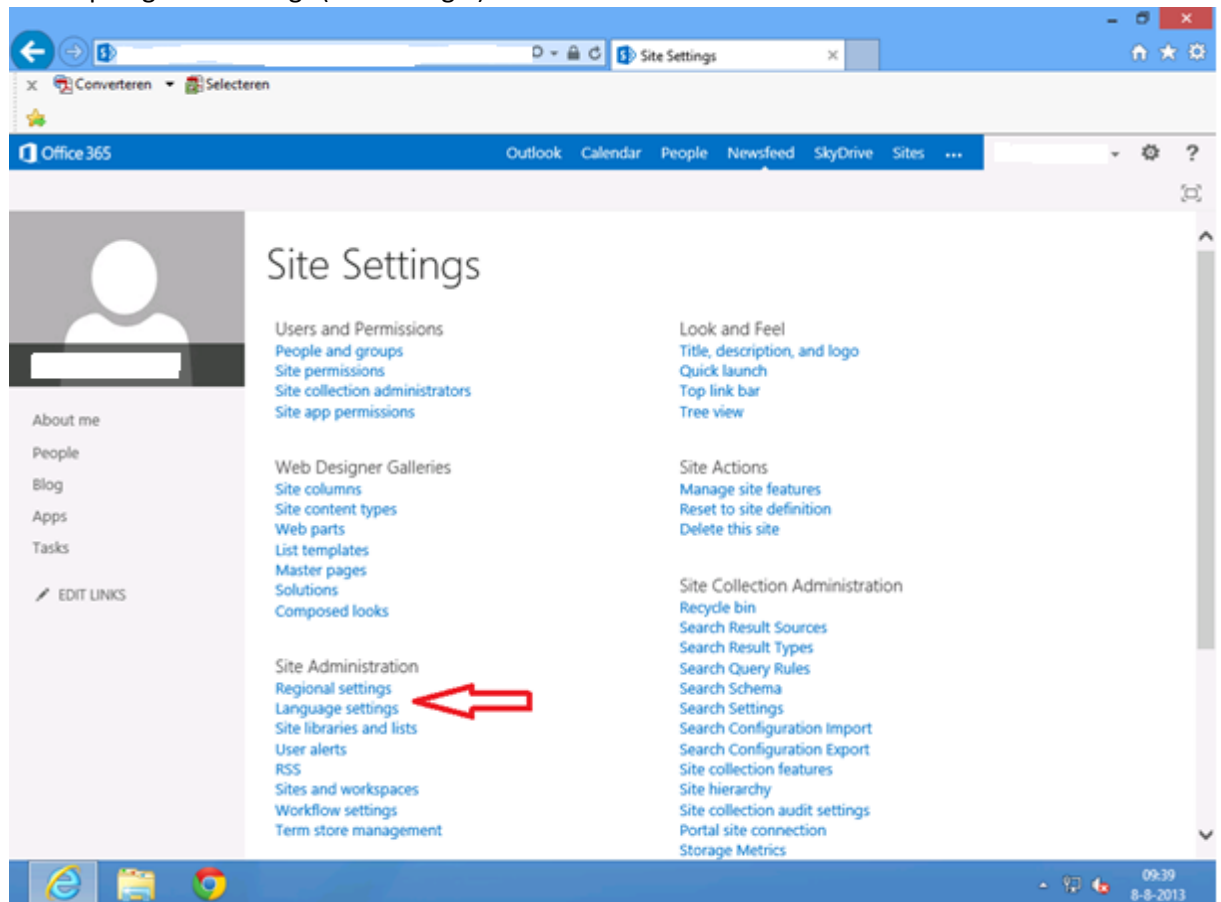 Site Settings
x Converteren Selecteren
Office 365 Outlook Calendar People Newsfeed SkyDrive Sites ... ?
Site Settings
About me
People
Blog
Apps
Tasks
EDIT LINKS
Users and Permissions
People and groups
Site permissions
Site collection administrators
Site app permissions
Web Designer Galleries
Site columns
Site content types
Web parts
List templates
Master pages
Solutions
Composed looks
Site Administration
Regional settings
Language settings
Site libraries and lists
User alerts
RSS
Sites and workspaces
Workflow settings
Term store management
Look and Feel
Title, description, and logo
Quick launch
Top link bar
Tree view
Site Actions
Manage site features
Reset to site definition
Delete this site
Site Collection Administration
Recycle bin
Search Result Sources
Search Result Types
Search Query Rules
Search Schema
Search Settings
Search Configuration Import
Search Configuration Export
Site collection features
Site hierarchy
Site collection audit settings
Portal site connection
Storage Metrics
09:39
8-8-2013